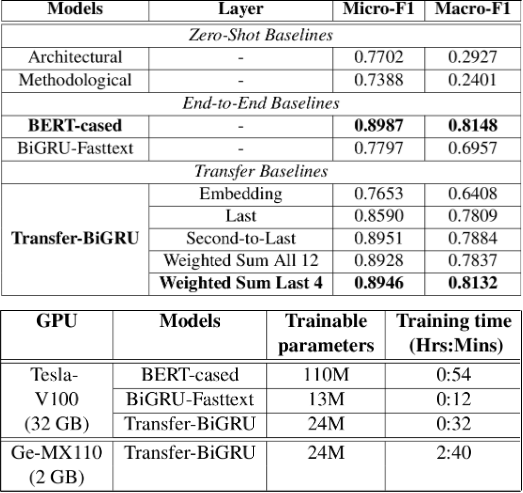 Models Layer Micro-F1 Macro-F1
Zero-Shot Baselines
Architectural - 0.7702 0.2927
Methodological - 0.7388 0.2401
End-to-End Baselines
BERT-cased - 0.8987 0.8148
BiGRU-Fasttext - 0.7797 0.6957
Transfer Baselines
Transfer-BiGRU
Embedding 0.7653 0.6408
Last 0.8590 0.7809
Second-to-Last 0.8951 0.7884
Weighted Sum All 12 0.8928 0.7837
Weighted Sum Last 4 0.8946 0.8132
GPU Models Trainable Training time
parameters (Hrs:Mins)
Tesla- BERT-cased 110M 0:54
V100 BiGRU-Fasttext 13M 0:12
(32 GB) Transfer-BiGRU 24M 0:32
Ge-MX110 Transfer-BiGRU 24M 2:40
(2 GB)